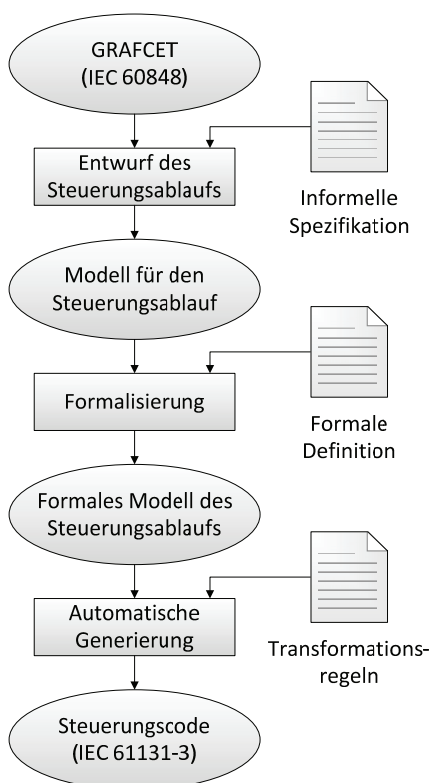 GRAFCET
(IEC 60848)
Entwurf des
Steuerungsablaufs
Informelle
Spezifikation
Modell für den
Steuerungsablauf
Formalisierung
Formale
Definition
Formales Modell des
Steuerungsablaufs
Automatische
Generierung
Transformations-
regeln
Steuerungscode
(IEC 61131-3)